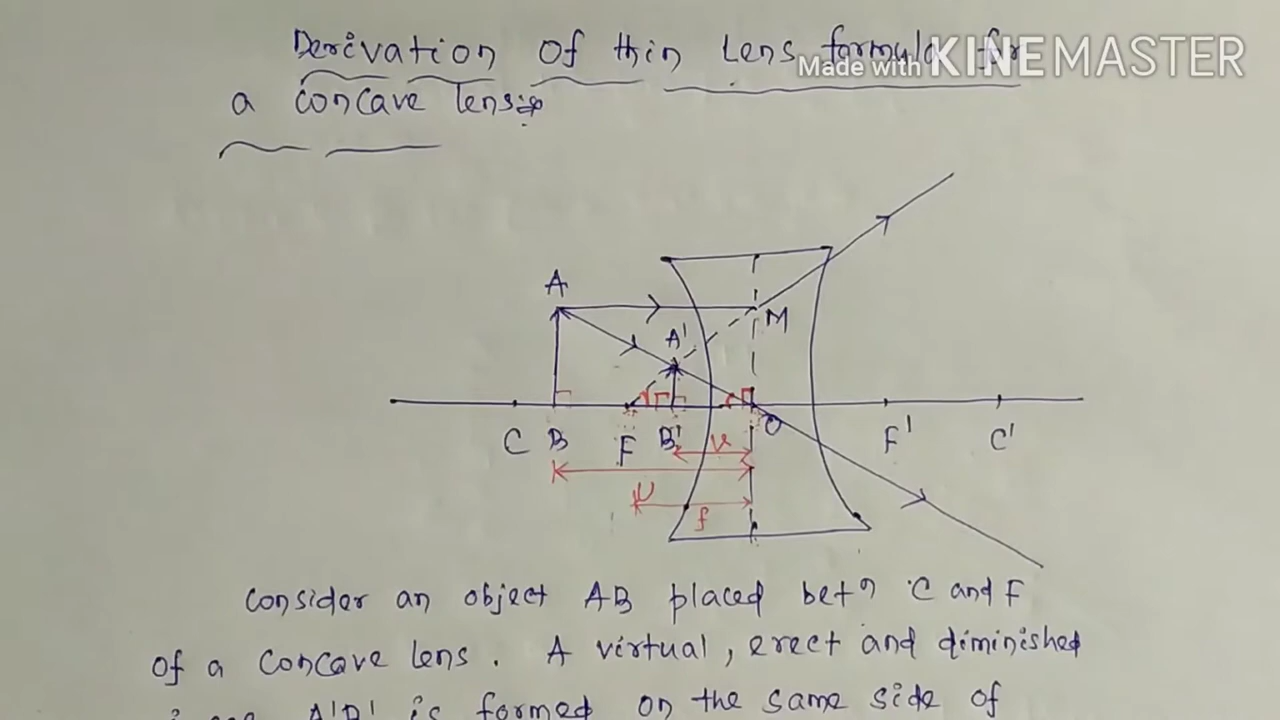 Derivation Of thin Lens formula for
Made with KINEMASTER
a concave lens:
A
M
A'
C B F B' O F' C'
u
U
f
Consider an object AB placed betn C and F
of a concave lens. A virtual, erect and diminished
A'B' is formed on the same side of